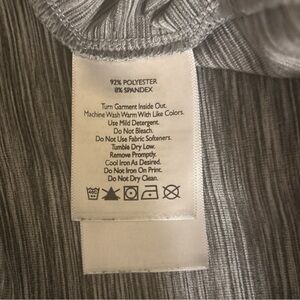 92% POLYESTER
8% SPANDEX
Turn Garment Inside Out.
Machine Wash Warm With Like Colors.
Use Mild Detergent.
Do Not Bleach.
Do Not Use Fabric Softeners.
Tumble Dry Low.
Remove Promptly.
Cool Iron As Desired.
Do Not Iron On Print.
Do Not Dry Clean.